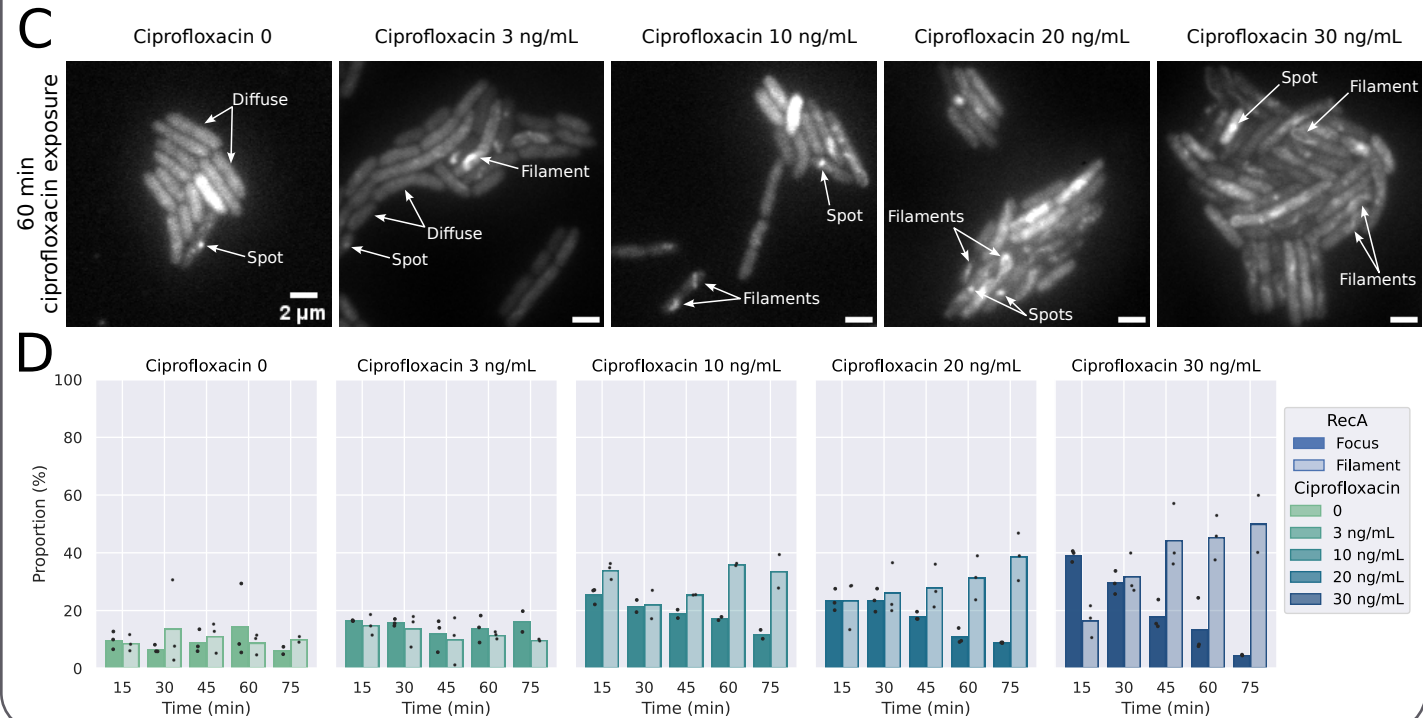 C
Ciprofloxacin 0
Ciprofloxacin 3 ng/mL
Ciprofloxacin 10 ng/mL
Ciprofloxacin 20 ng/mL
Ciprofloxacin 30 ng/mL
60 min
ciprofloxacin exposure
Diffuse
Spot
2 µm
Filament
Diffuse
Spot
Spot
Filaments
Filaments
Spots
Spot
Filament
Filaments
D
Ciprofloxacin 0
Ciprofloxacin 3 ng/mL
Ciprofloxacin 10 ng/mL
Ciprofloxacin 20 ng/mL
Ciprofloxacin 30 ng/mL
Proportion (%)
100
80
60
40
20
0
15 30 45 60 75
Time (min)
15 30 45 60 75
Time (min)
15 30 45 60 75
Time (min)
15 30 45 60 75
Time (min)
15 30 45 60 75
Time (min)
RecA
Focus
Filament
Ciprofloxacin
0
3 ng/mL
10 ng/mL
20 ng/mL
30 ng/mL